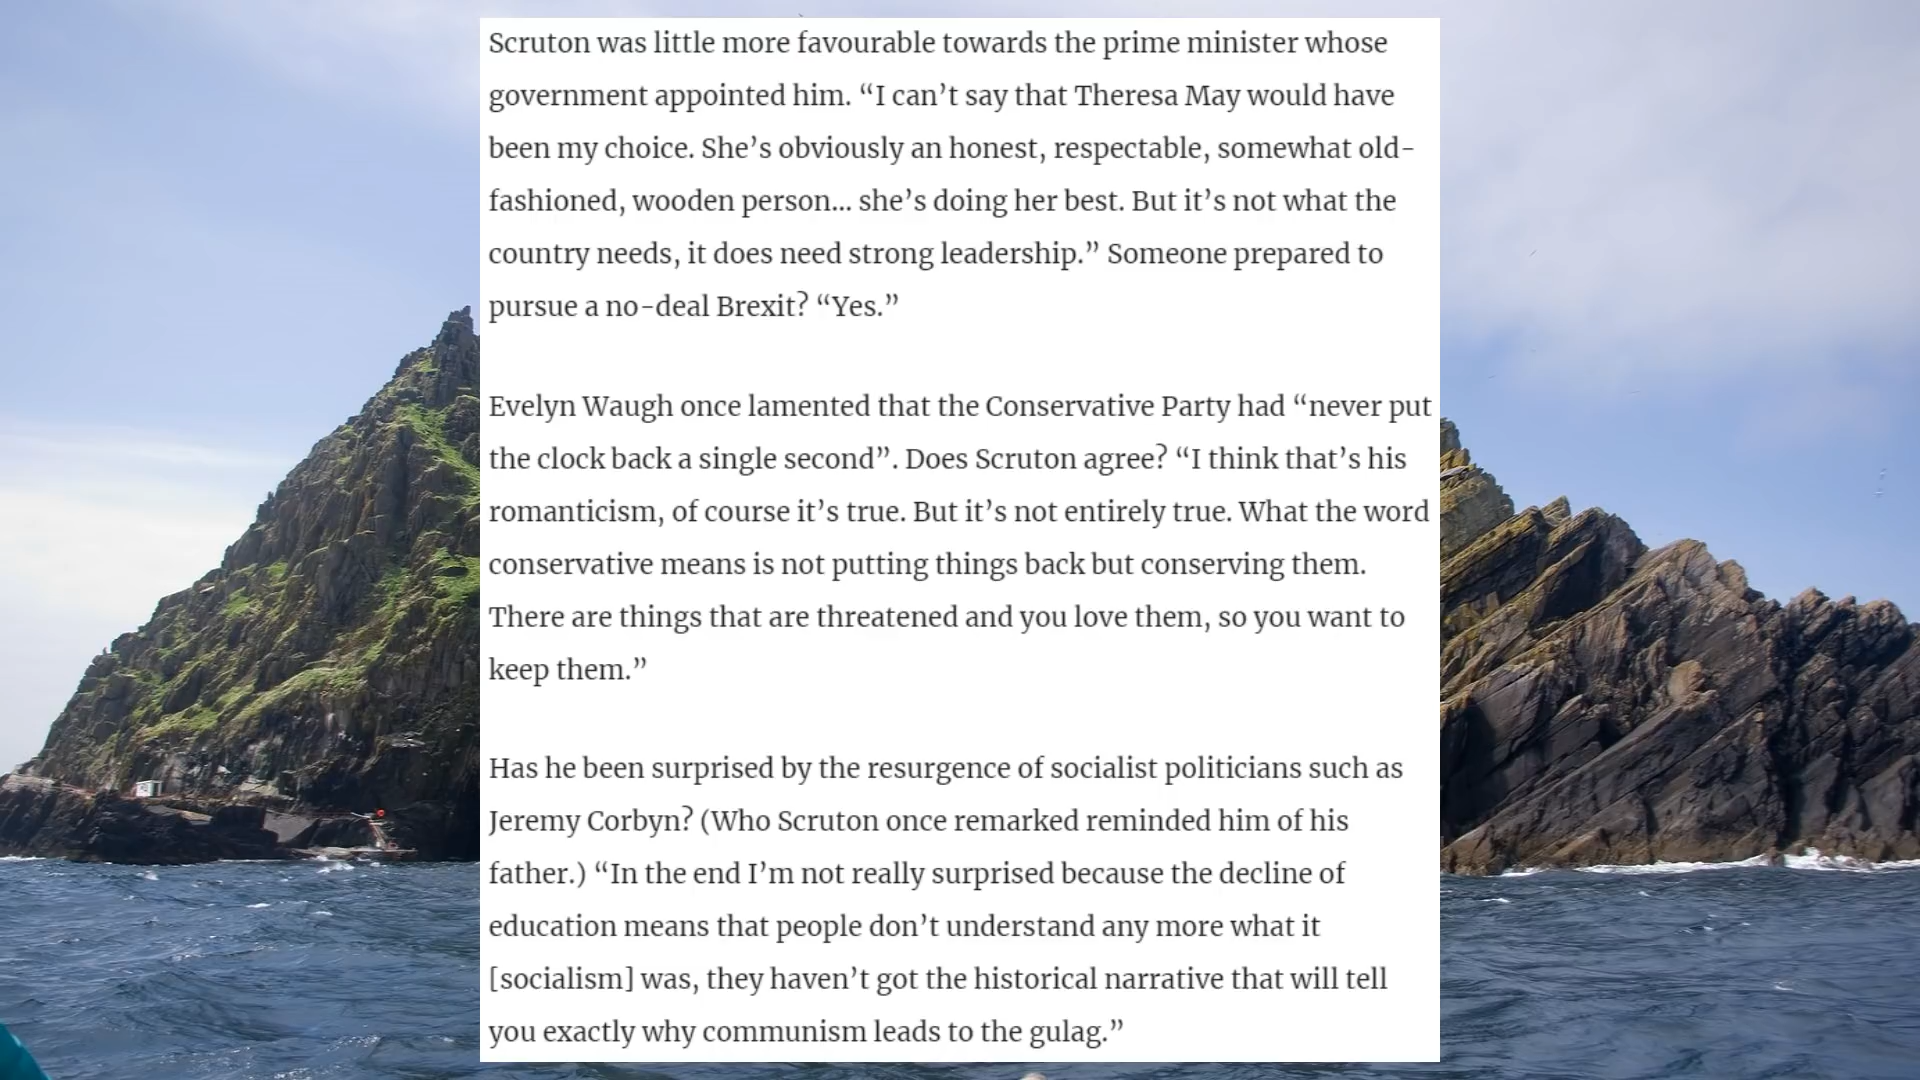 Scruton was little more favourable towards the prime minister whose
government appointed him. “I can’t say that Theresa May would have
been my choice. She’s obviously an honest, respectable, somewhat old-
fashioned, wooden person... she’s doing her best. But it’s not what the
country needs, it does need strong leadership.” Someone prepared to
pursue a no-deal Brexit? “Yes.”
Evelyn Waugh once lamented that the Conservative Party had “never put
the clock back a single second”. Does Scruton agree? “I think that’s his
romanticism, of course it’s true. But it’s not entirely true. What the word
conservative means is not putting things back but conserving them.
There are things that are threatened and you love them, so you want to
keep them.”
Has he been surprised by the resurgence of socialist politicians such as
Jeremy Corbyn? (Who Scruton once remarked reminded him of his
father.) “In the end I’m not really surprised because the decline of
education means that people don’t understand any more what it
[socialism] was, they haven’t got the historical narrative that will tell
you exactly why communism leads to the gulag.”